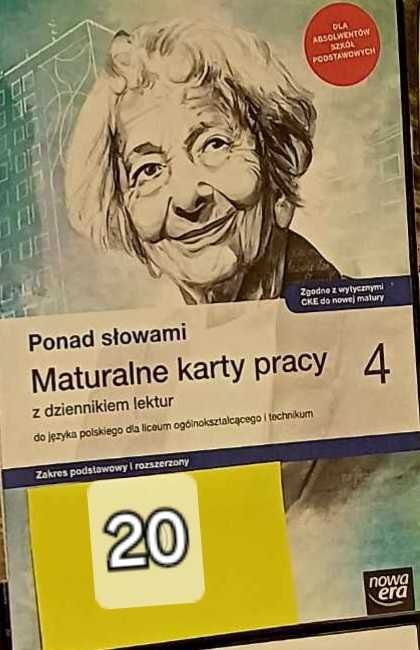 DLA
ABSOLWENTÓW
SZKÓŁ
PODSTAWOWYCH
Zgodne z wytycznymi
CKE do nowej matury
Ponad słowami
Maturalne karty pracy 4
z dziennikiem lektur
do języka polskiego dla liceum ogólnokształcącego i technikum
Zakres podstawowy i rozszerzony
20
nowa
era